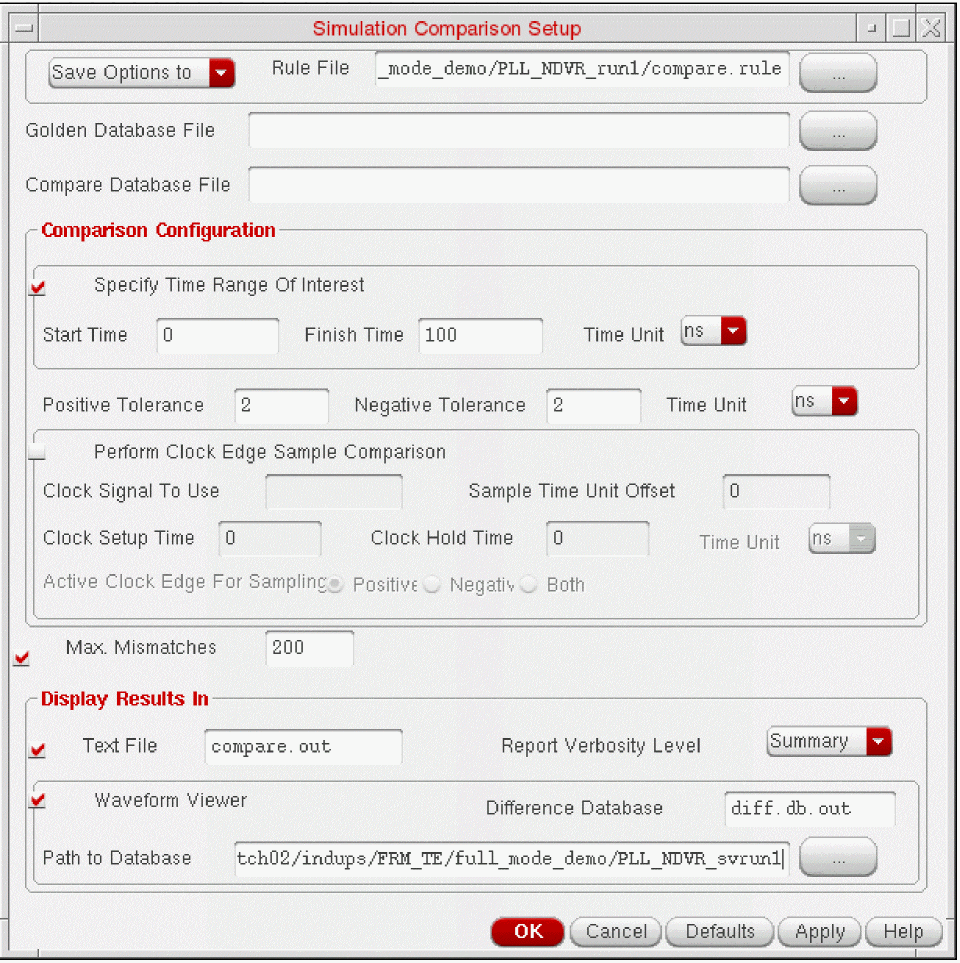 Simulation Comparison Setup
Save Options to Rule File _mode_demo/PLL_NDVR_run1/compare.rule ...
Golden Database File ...
Compare Database File ...
Comparison Configuration
Specify Time Range Of Interest
Start Time 0 Finish Time 100 Time Unit ns
Positive Tolerance 2 Negative Tolerance 2 Time Unit ns
Perform Clock Edge Sample Comparison
Clock Signal To Use Sample Time Unit Offset 0
Clock Setup Time 0 Clock Hold Time 0 Time Unit ns
Active Clock Edge For Sampling Positive Negativ Both
Max. Mismatches 200
Display Results In
Text File compare.out Report Verbosity Level Summary
Waveform Viewer Difference Database diff.db.out
Path to Database tch02/indups/FRM_TE/full_mode_demo/PLL_NDVR_svrun1 ...
OK Cancel Defaults Apply Help